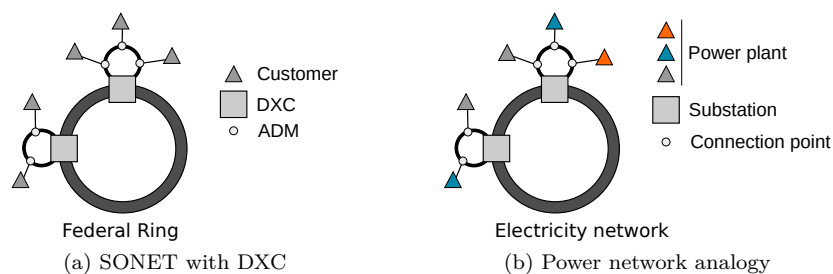 Customer
DXC
ADM
Federal Ring
(a) SONET with DXC
Power plant
Substation
Connection point
Electricity network
(b) Power network analogy